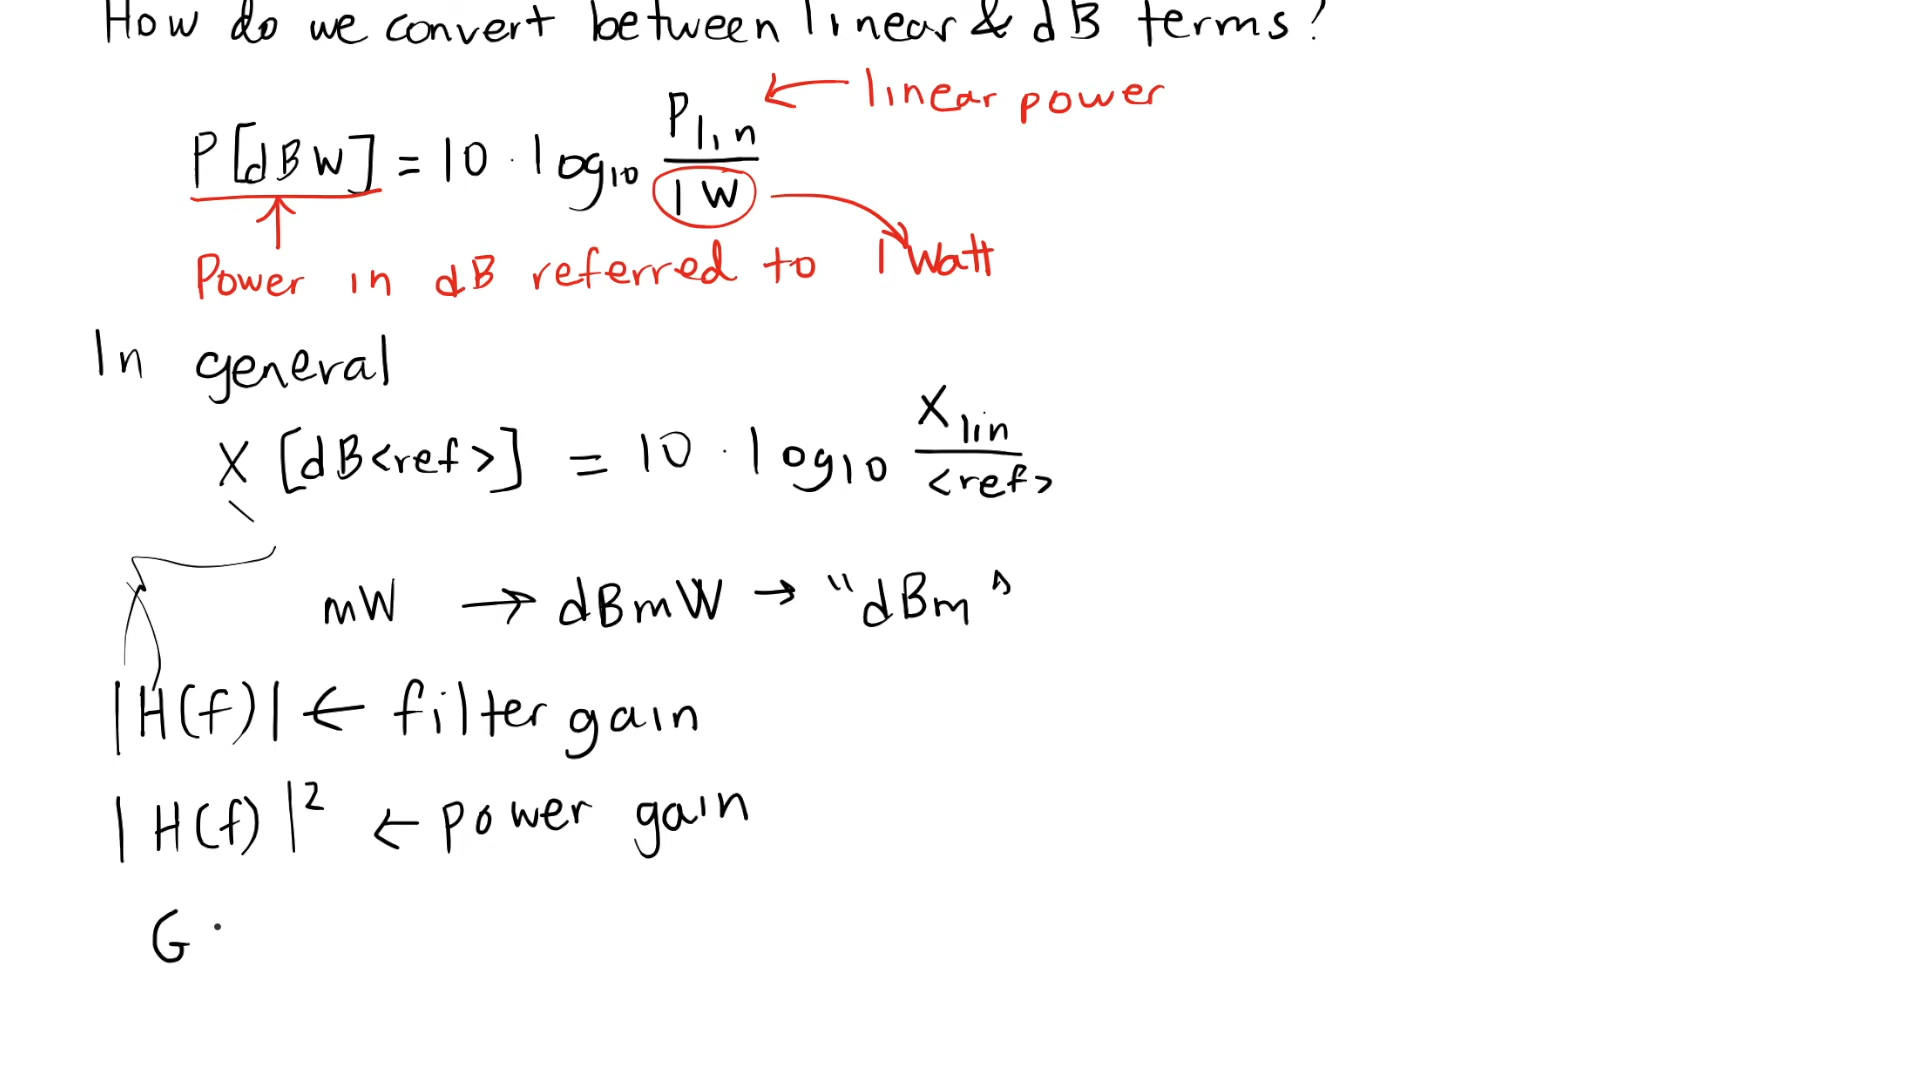 How do we convert between linear & dB terms?
P[dBW] = 10 · log10 Plin / 1 W ← linear power
Power in dB referred to 1 Watt
In general
X [dB<ref>] = 10 · log10 Xlin / <ref>
mW → dBmW → "dBm"
|H(f)| ← filter gain
|H(f)|² ← power gain
G